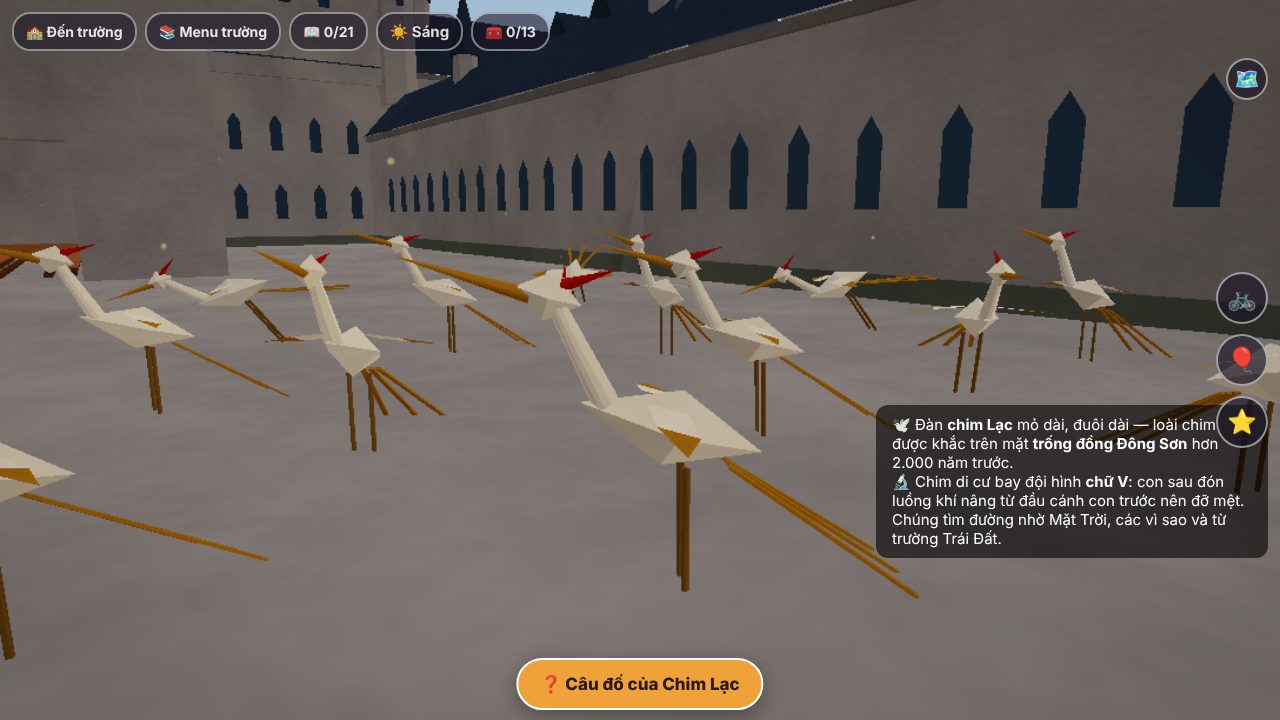 🏫 Đến trường
📚 Menu trường
📖 0/21
☀️ Sáng
🧰 0/13
🕊️ Đàn chim Lạc mỏ dài, đuôi dài — loài chim
được khắc trên mặt trống đồng Đông Sơn hơn
2.000 năm trước.
🔬 Chim di cư bay đội hình chữ V: con sau đón
luồng khí nâng từ đầu cánh con trước nên đỡ mệt.
Chúng tìm đường nhờ Mặt Trời, các vì sao và từ
trường Trái Đất.
❓ Câu đố của Chim Lạc